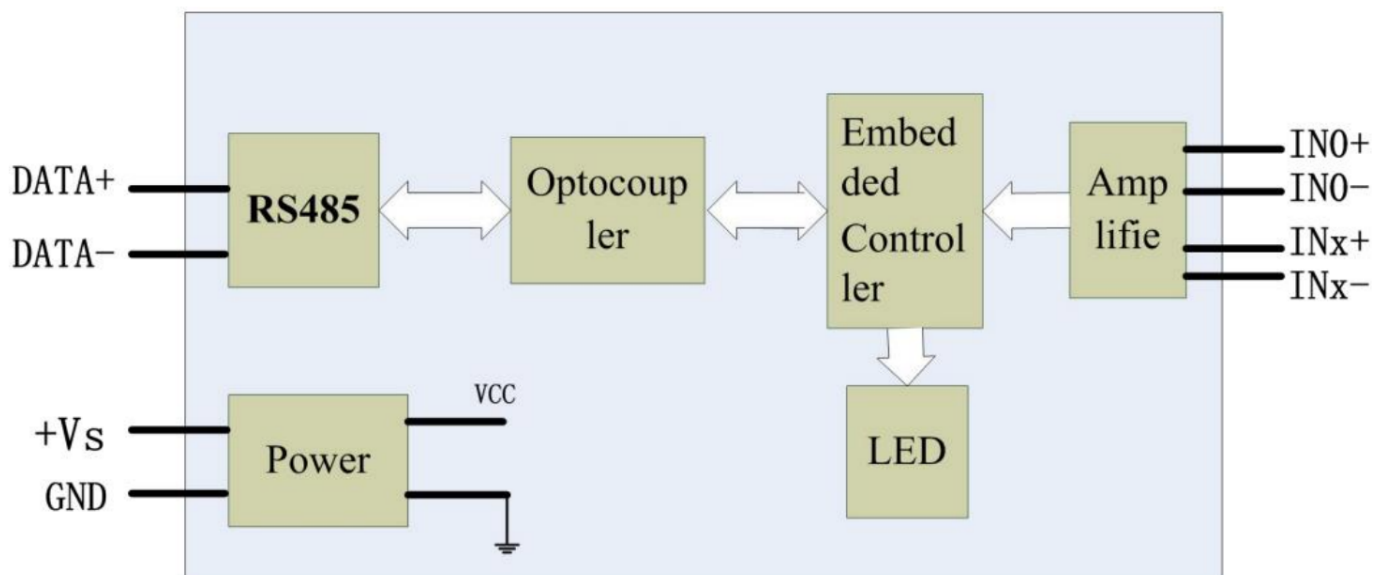 DATA+
DATA-
RS485
Optocoup
ler
Embed
ded
Control
ler
Amp
lifie
IN0+
IN0-
INx+
INx-
+Vs
GND
Power
VCC
LED